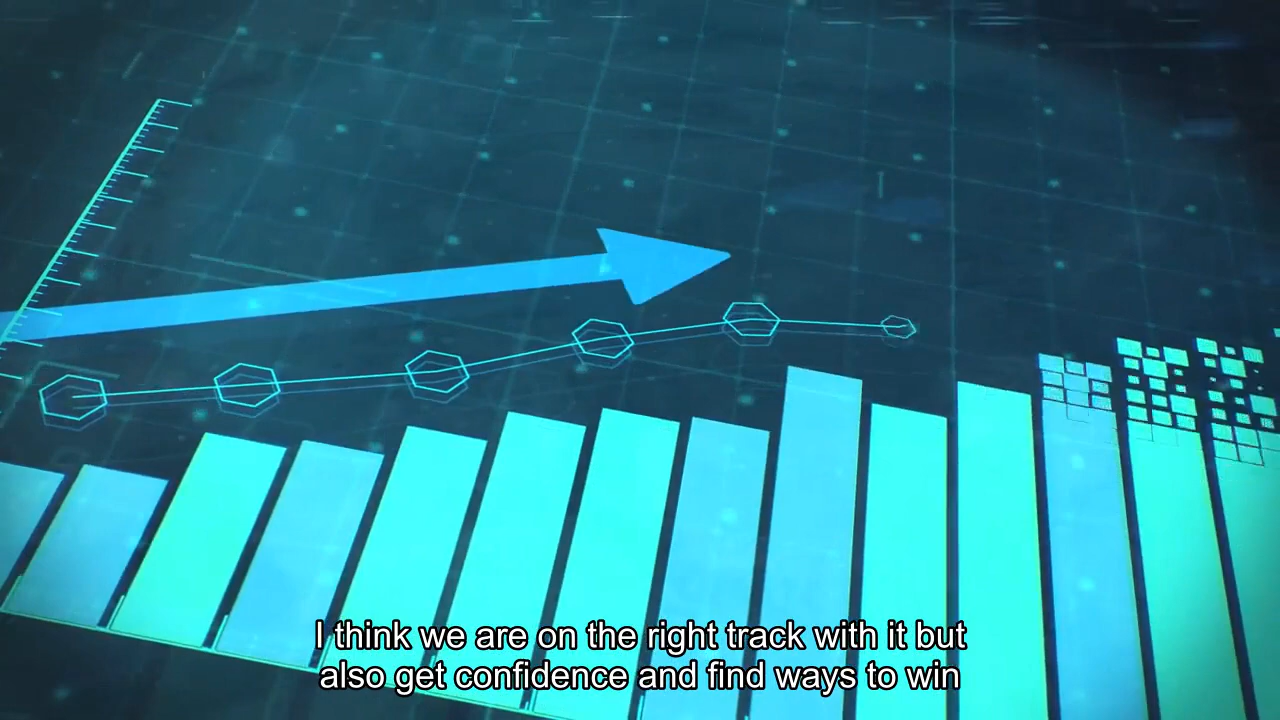 I think we are on the right track with it but
also get confidence and find ways to win